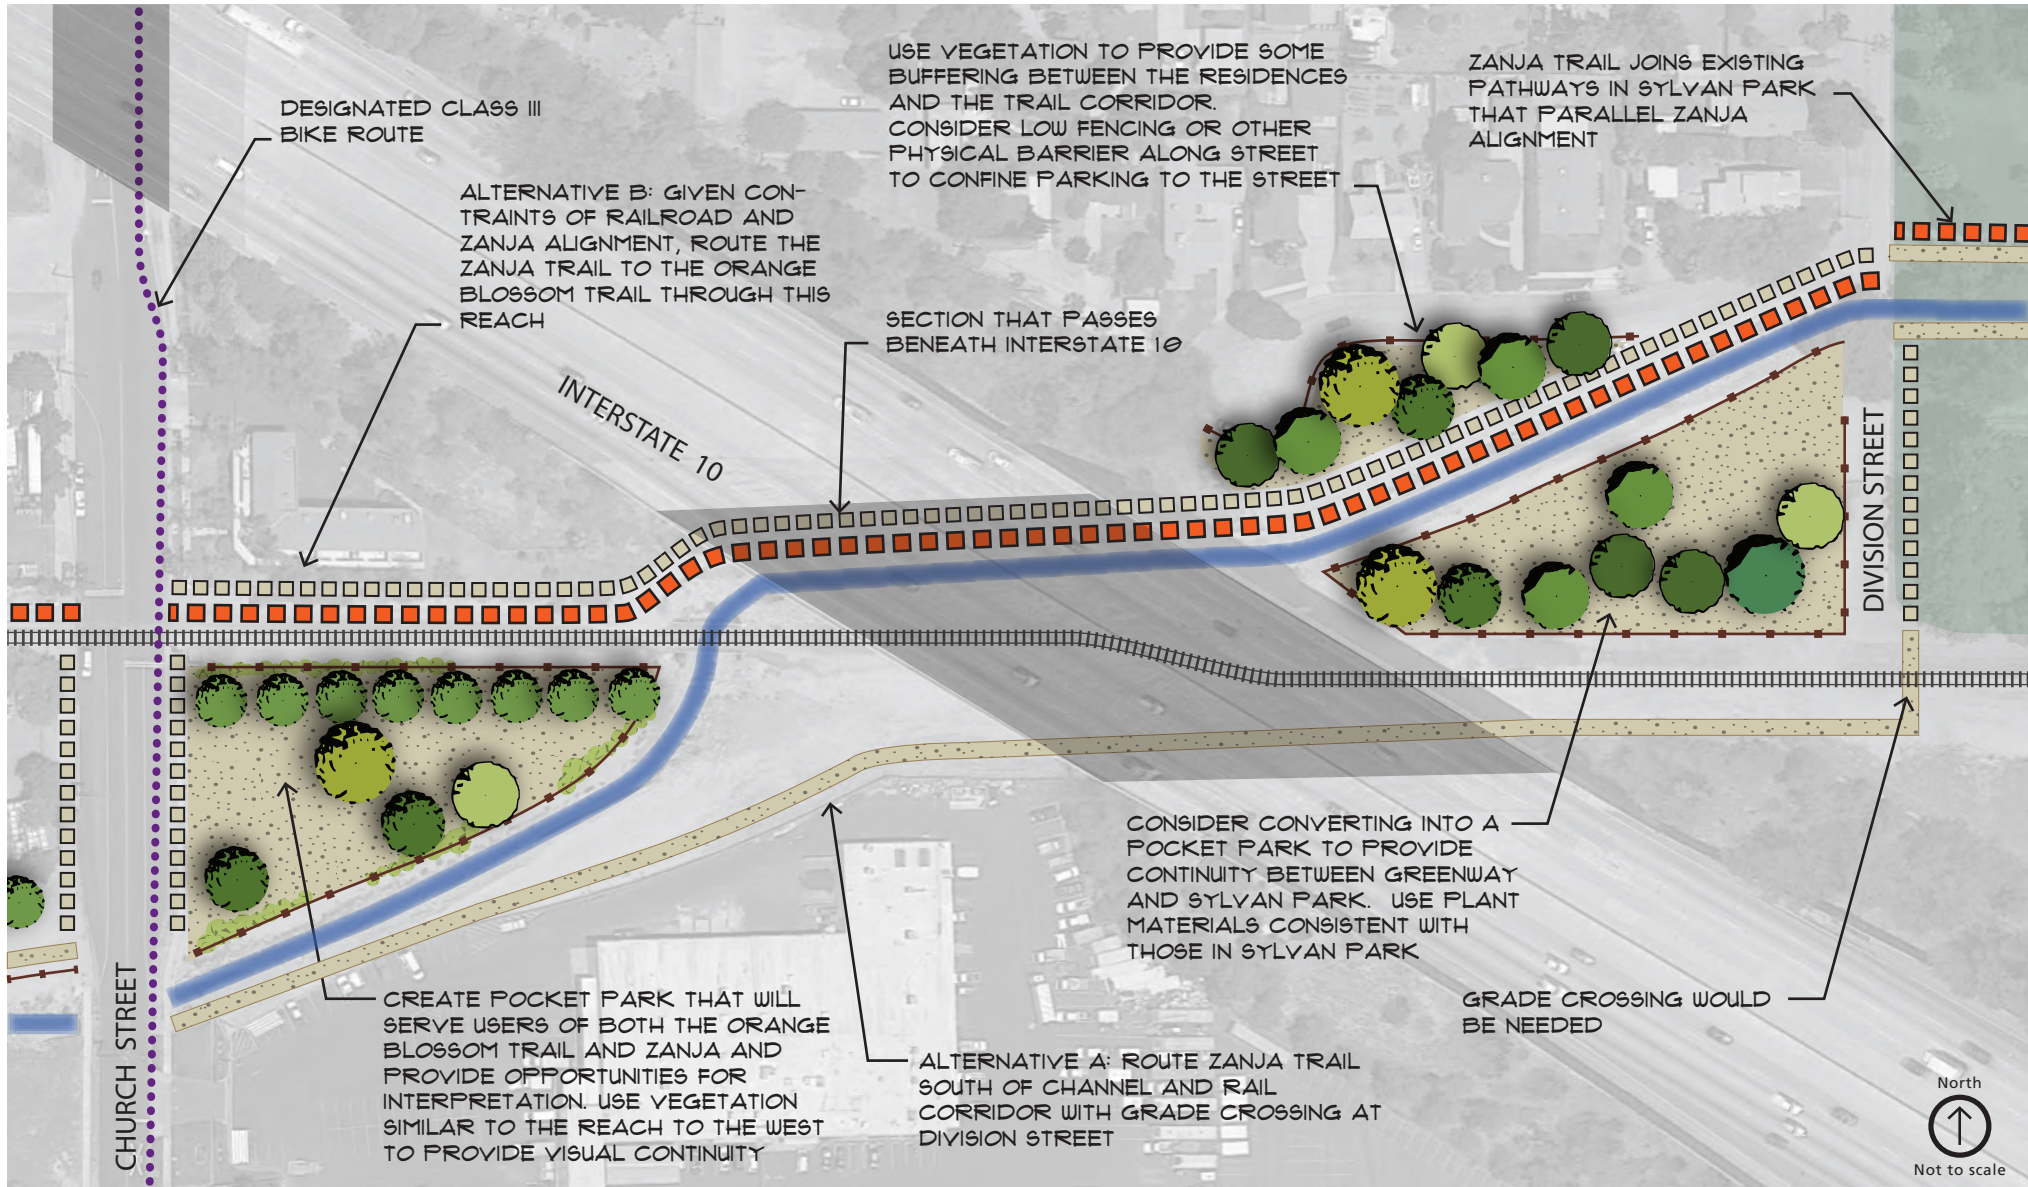 DESIGNATED CLASS III
BIKE ROUTE
ALTERNATIVE B: GIVEN CON-
TRAINTS OF RAILROAD AND
ZANJA ALIGNMENT, ROUTE THE
ZANJA TRAIL TO THE ORANGE
BLOSSOM TRAIL THROUGH THIS
REACH
USE VEGETATION TO PROVIDE SOME
BUFFERING BETWEEN THE RESIDENCES
AND THE TRAIL CORRIDOR.
CONSIDER LOW FENCING OR OTHER
PHYSICAL BARRIER ALONG STREET
TO CONFINE PARKING TO THE STREET
ZANJA TRAIL JOINS EXISTING
PATHWAYS IN SYLVAN PARK
THAT PARALLEL ZANJA
ALIGNMENT
SECTION THAT PASSES
BENEATH INTERSTATE 10
INTERSTATE 10
DIVISION STREET
CONSIDER CONVERTING INTO A
POCKET PARK TO PROVIDE
CONTINUITY BETWEEN GREENWAY
AND SYLVAN PARK. USE PLANT
MATERIALS CONSISTENT WITH
THOSE IN SYLVAN PARK
GRADE CROSSING WOULD
BE NEEDED
CHURCH STREET
CREATE POCKET PARK THAT WILL
SERVE USERS OF BOTH THE ORANGE
BLOSSOM TRAIL AND ZANJA AND
PROVIDE OPPORTUNITIES FOR
INTERPRETATION. USE VEGETATION
SIMILAR TO THE REACH TO THE WEST
TO PROVIDE VISUAL CONTINUITY
ALTERNATIVE A: ROUTE ZANJA TRAIL
SOUTH OF CHANNEL AND RAIL
CORRIDOR WITH GRADE CROSSING AT
DIVISION STREET
North
Not to scale